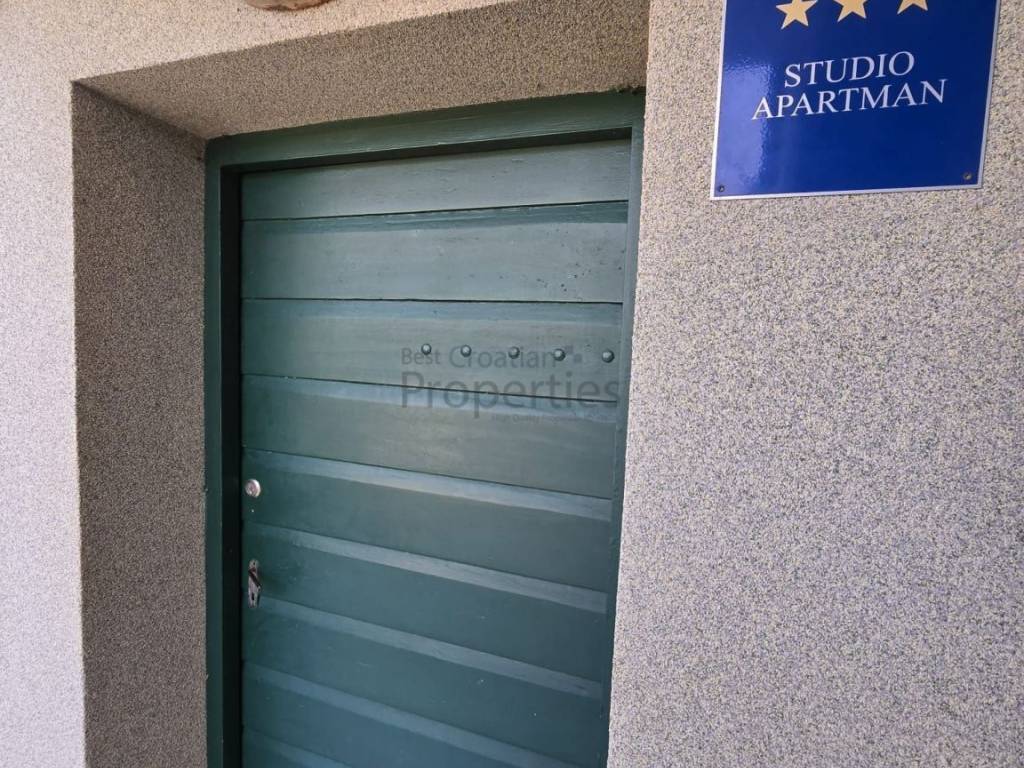 STUDIO
APARTMAN
Best Croatian
Properties